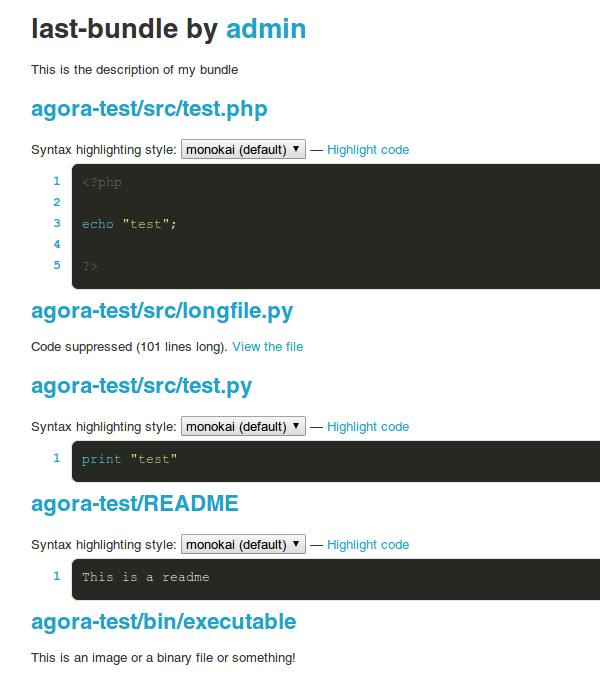 last-bundle by admin
This is the description of my bundle
agora-test/src/test.php
Syntax highlighting style: monokai (default) ▼ — Highlight code
1 <?php
2
3 echo "test";
4
5 ?>
agora-test/src/longfile.py
Code suppressed (101 lines long). View the file
agora-test/src/test.py
Syntax highlighting style: monokai (default) ▼ — Highlight code
1 print "test"
agora-test/README
Syntax highlighting style: monokai (default) ▼ — Highlight code
1 This is a readme
agora-test/bin/executable
This is an image or a binary file or something!